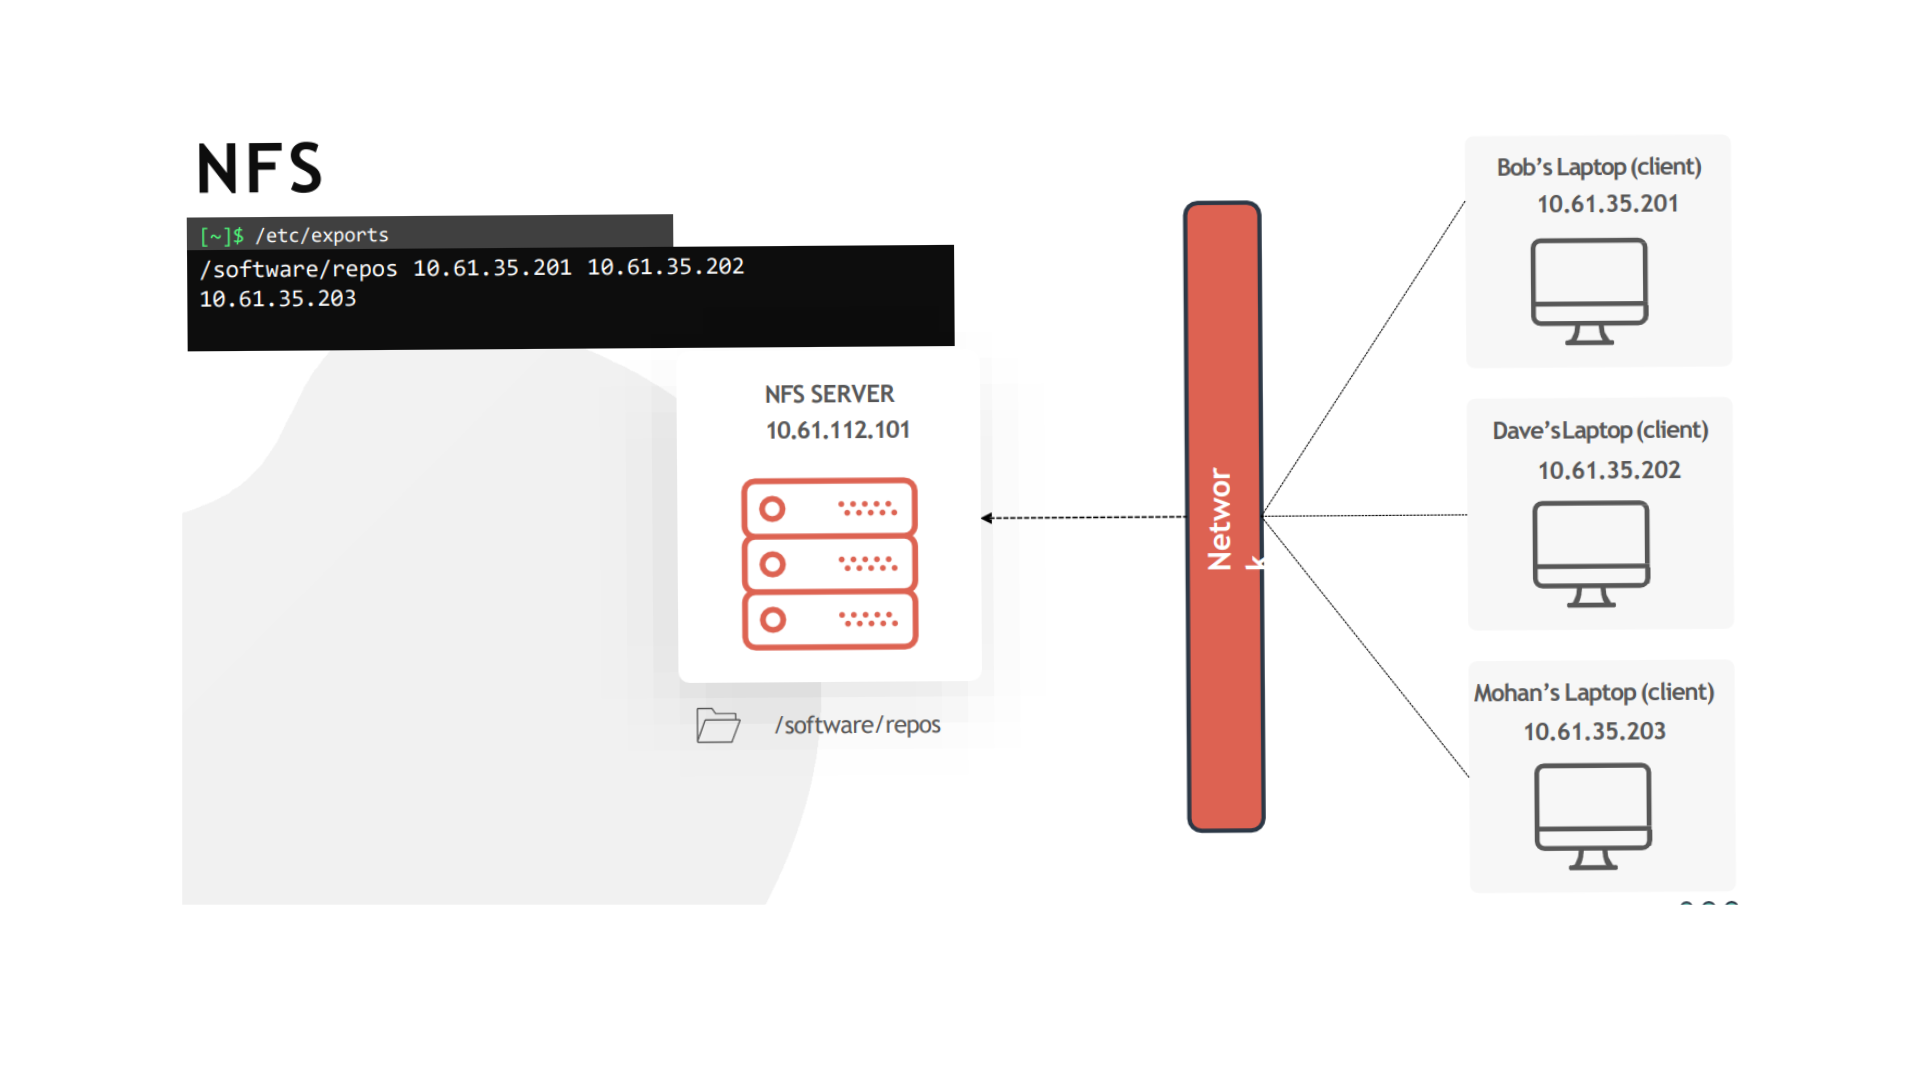 NFS
[~]$ /etc/exports
/software/repos 10.61.35.201 10.61.35.202
10.61.35.203
NFS SERVER
10.61.112.101
/software/repos
Networ
k
Bob's Laptop (client)
10.61.35.201
Dave's Laptop (client)
10.61.35.202
Mohan's Laptop (client)
10.61.35.203